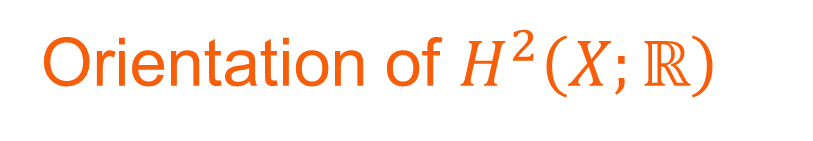 Orientation of 𝐻²(𝑋; ℝ)